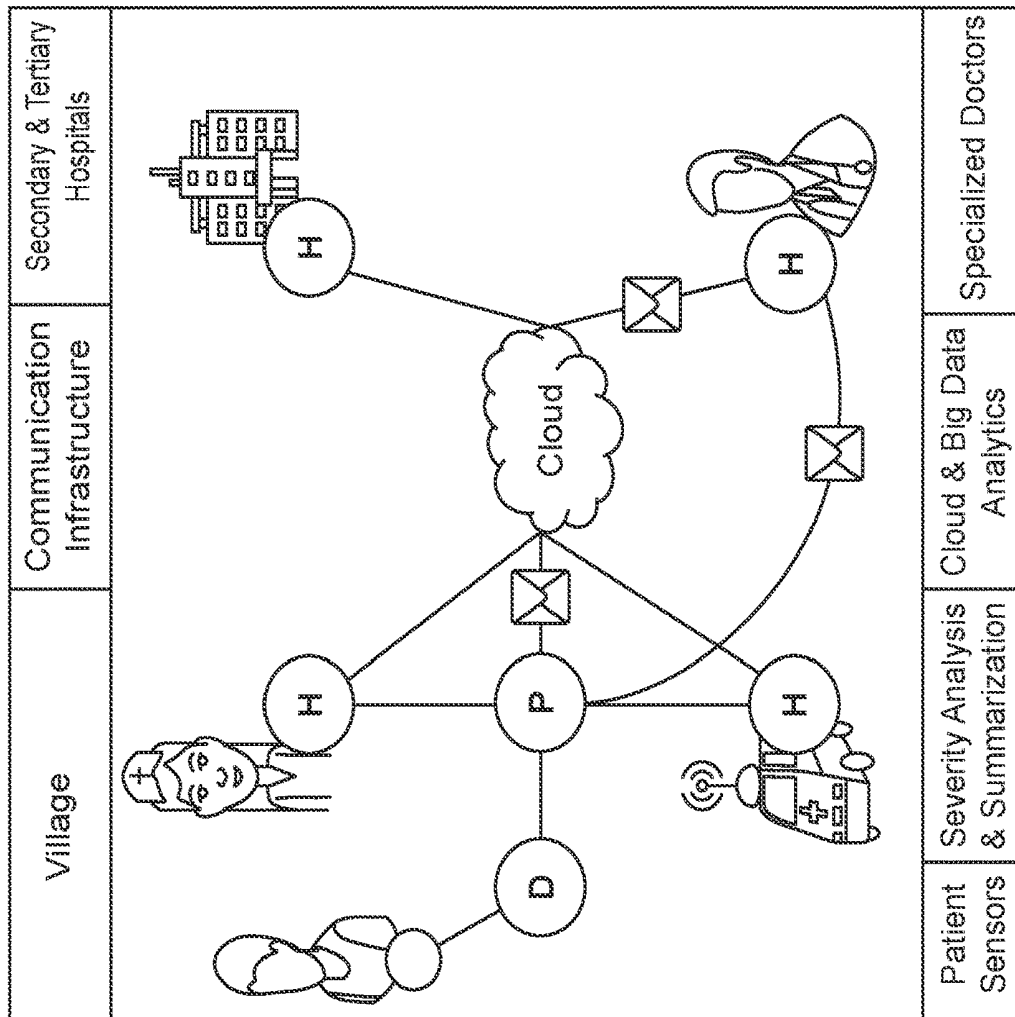 Village
Communication
Infrastructure
Secondary & Tertiary
Hospitals
H
H
Cloud
D
P
H
H
Patient
Sensors
Severity Analysis
& Summarization
Cloud & Big Data
Analytics
Specialized Doctors